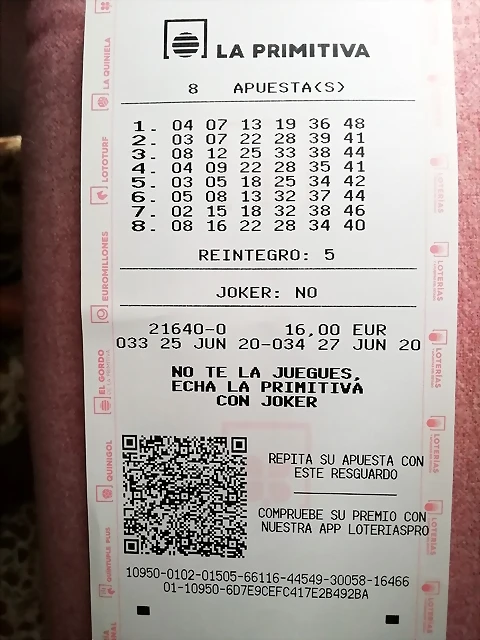 LA PRIMITIVA
8 APUESTA(S)
1. 04 07 13 19 36 48
2. 03 07 22 28 39 41
3. 08 12 25 33 38 44
4. 04 09 22 28 35 41
5. 03 05 18 25 34 42
6. 05 08 13 32 37 44
7. 02 15 18 32 38 46
8. 08 16 22 28 34 40
REINTEGRO: 5
JOKER: NO
21640-0 16,00 EUR
033 25 JUN 20-034 27 JUN 20
NO TE LA JUEGUES,
ECHA LA PRIMITIVA
CON JOKER
REPITA SU APUESTA CON
ESTE RESGUARDO
COMPRUEBE SU PREMIO CON
NUESTRA APP LOTERIASPRO
10950-0102-01505-66116-44549-30058-16466
01-10950-6D7E9CEFC417E2B492BA
LA QUINIELA
LOTOTURF
EUROMILLONES
EL GORDO
QUINIGOL
QUÍNTUPLE PLUS
LOTERÍAS
LOTERÍAS
LOTERÍAS
LOTERÍAS
LOTERÍAS